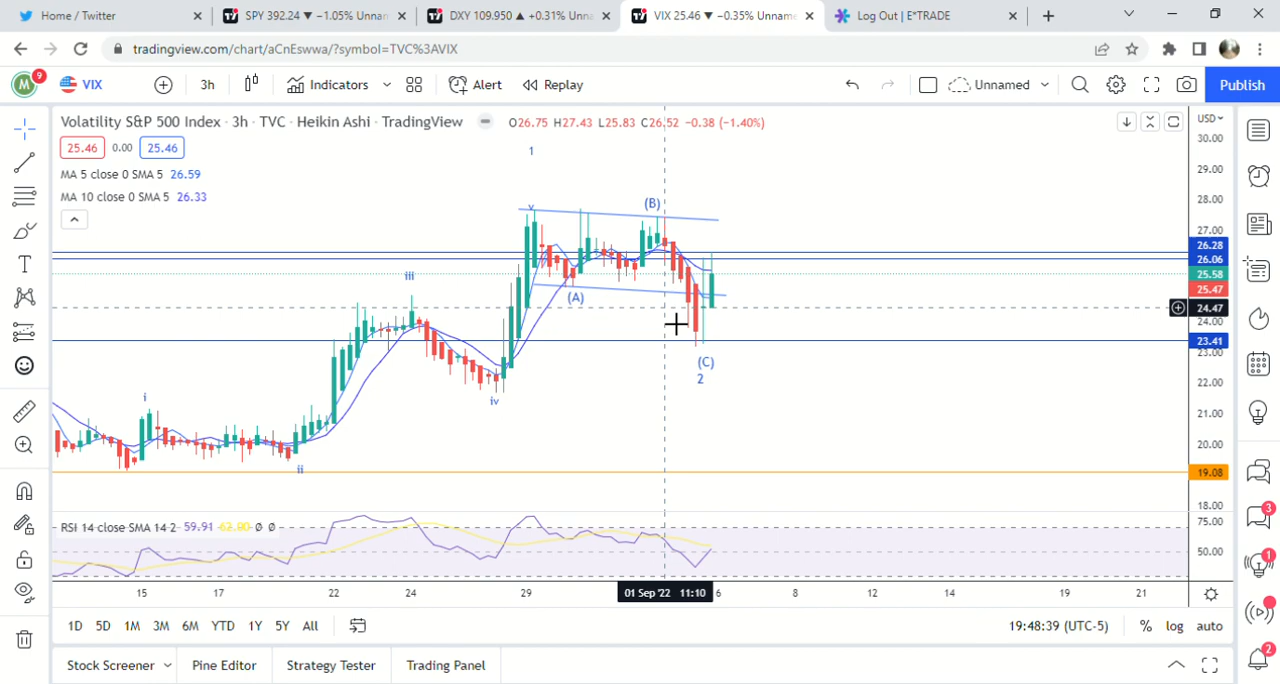 Home / Twitter
SPY 392.24 ▼ −1.05% Unnan
DXY 109.950 ▲ +0.31% Unna
VIX 25.46 ▼ −0.35% Unname
Log Out | E*TRADE
tradingview.com/chart/aCnEswwa/?symbol=TVC%3AVIX
M 9 VIX 3h Indicators Alert Replay Unnamed Publish
Volatility S&P 500 Index · 3h · TVC · Heikin Ashi · TradingView
O26.75 H27.43 L25.83 C26.52 −0.38 (−1.40%)
USD
25.46 0.00 25.46
MA 5 close 0 SMA 5 26.59
MA 10 close 0 SMA 5 26.33
1
v
(B)
(A)
iii
(C)
2
i
iv
ii
30.00
29.00
28.00
27.00
26.28
26.06
25.58
25.47
24.47
24.00
23.41
23.00
22.00
21.00
20.00
19.08
18.00
RSI 14 close SMA 14 2 59.91 62.80 Ø Ø
75.00
50.00
15 17 22 24 29 01 Sep '22 11:10 6 8 12 14 19 21
1D 5D 1M 3M 6M YTD 1Y 5Y All
19:48:39 (UTC-5) % log auto
Stock Screener Pine Editor Strategy Tester Trading Panel
3
1
2